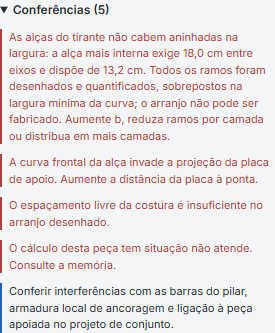 ▼ Conferências (5)
As alças do tirante não cabem aninhadas na
largura: a alça mais interna exige 18,0 cm entre
eixos e dispõe de 13,2 cm. Todos os ramos foram
desenhados e quantificados, sobrepostos na
largura mínima da curva; o arranjo não pode ser
fabricado. Aumente b, reduza ramos por camada
ou distribua em mais camadas.
A curva frontal da alça invade a projeção da placa
de apoio. Aumente a distância da placa à ponta.
O espaçamento livre da costura é insuficiente no
arranjo desenhado.
O cálculo desta peça tem situação não atende.
Consulte a memória.
Conferir interferências com as barras do pilar,
armadura local de ancoragem e ligação à peça
apoiada no projeto de conjunto.